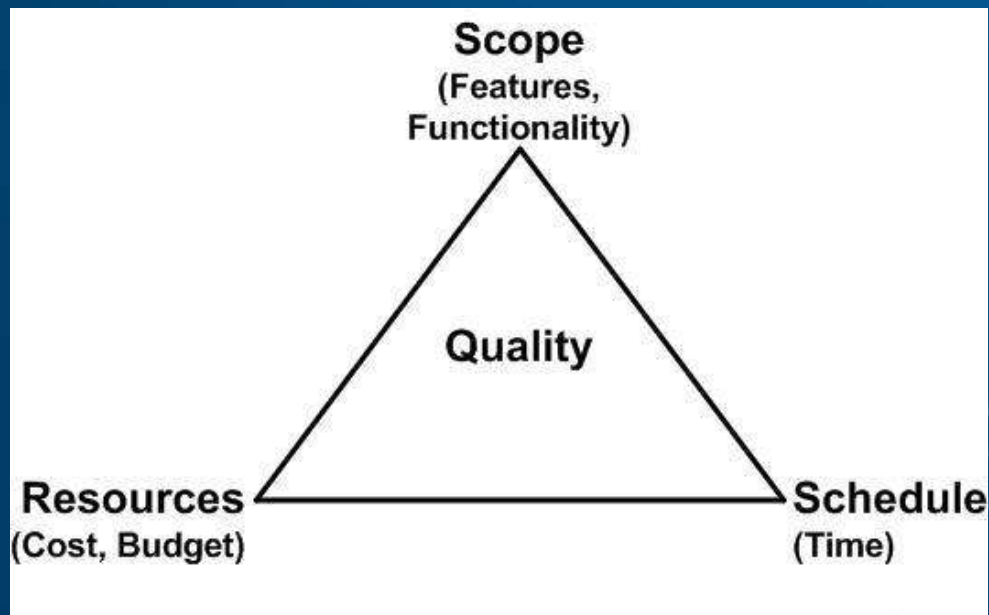 Scope
(Features,
Functionality)
Quality
Resources
(Cost, Budget)
Schedule
(Time)